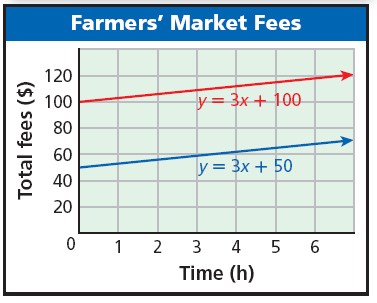 Farmers' Market Fees
Total fees ($)
120
100
80
60
40
20
0
y = 3x + 100
y = 3x + 50
1 2 3 4 5 6
Time (h)